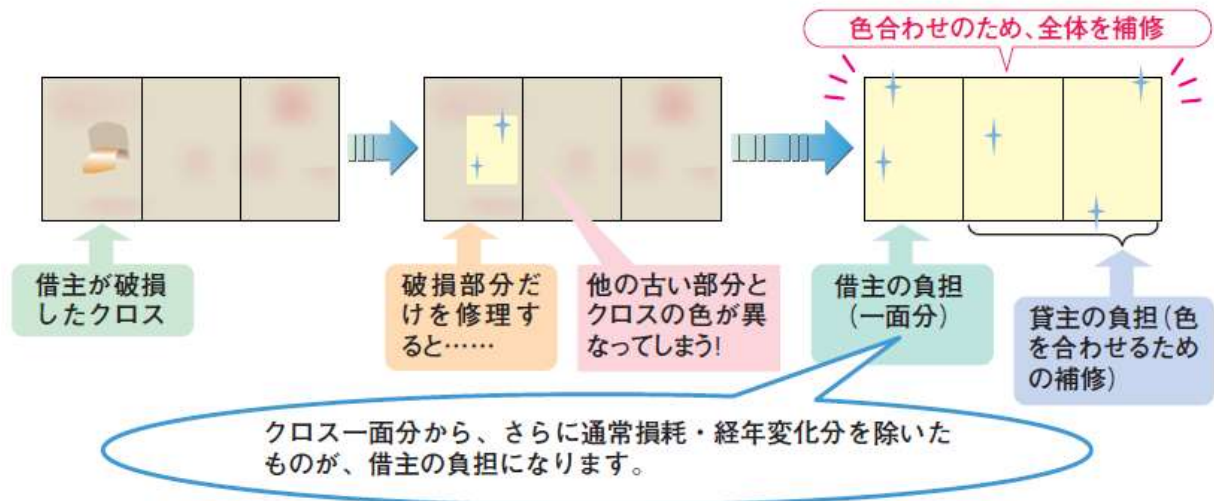 色合わせのため、全体を補修
借主が破損
したクロス
破損部分だ
けを修理す
ると……
他の古い部分と
クロスの色が異
なってしまう!
借主の負担
(一面分)
貸主の負担(色
を合わせるため
の補修)
クロス一面分から、さらに通常損耗・経年変化分を除いた
ものが、借主の負担になります。